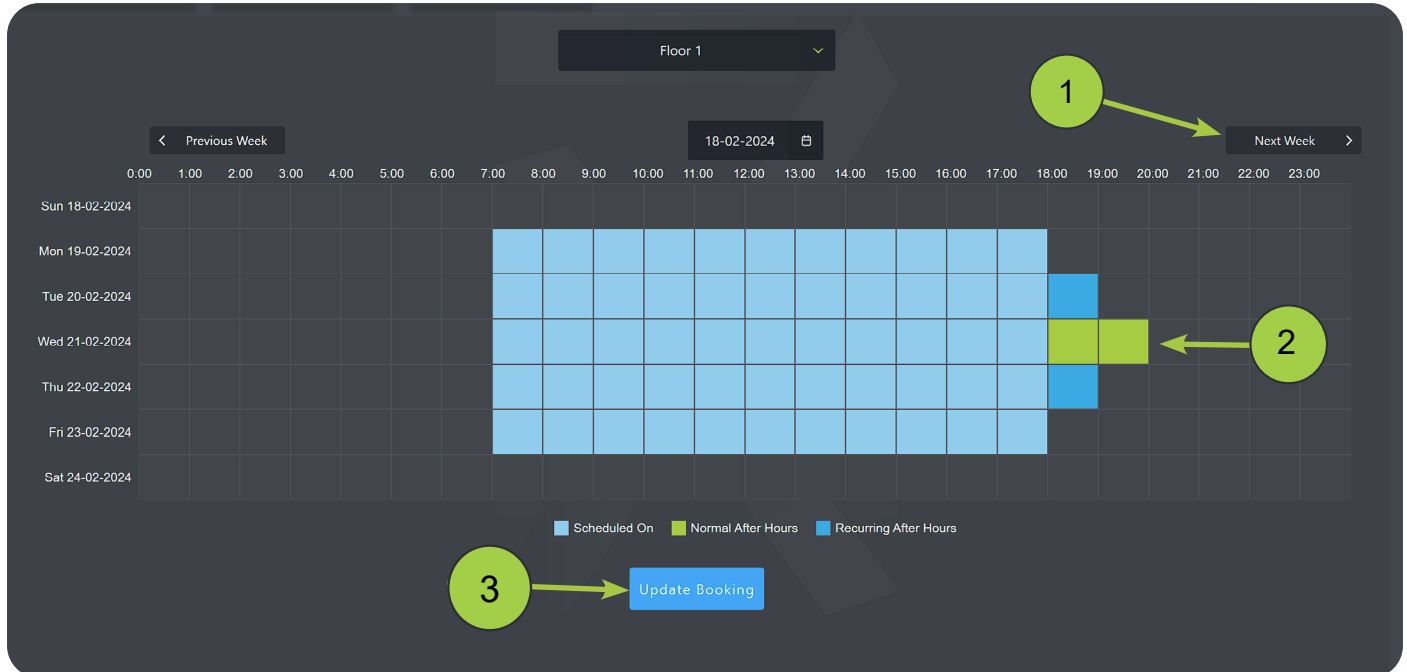 Floor 1
1
Previous Week
18-02-2024
Next Week
0:00 1:00 2:00 3:00 4:00 5:00 6:00 7:00 8:00 9:00 10:00 11:00 12:00 13:00 14:00 15:00 16:00 17:00 18:00 19:00 20:00 21:00 22:00 23:00
Sun 18-02-2024
Mon 19-02-2024
Tue 20-02-2024
Wed 21-02-2024
2
Thu 22-02-2024
Fri 23-02-2024
Sat 24-02-2024
Scheduled On Normal After Hours Recurring After Hours
3
Update Booking